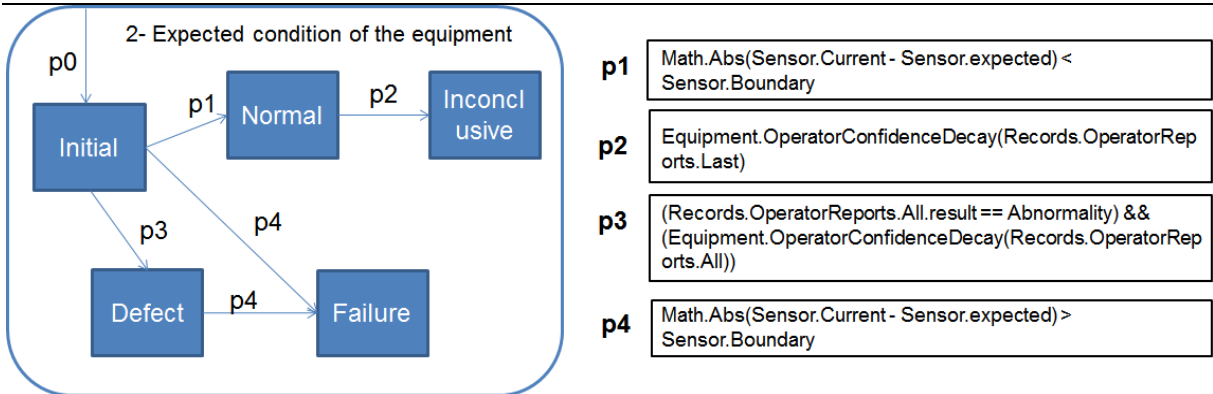 2- Expected condition of the equipment
p0
Initial
p1
Normal
p2
Inconcl
usive
p3
p4
Defect
p4
Failure
p1
Math.Abs(Sensor.Current - Sensor.expected) <
Sensor.Boundary
p2
Equipment.OperatorConfidenceDecay(Records.OperatorRep
orts.Last)
p3
(Records.OperatorReports.All.result == Abnormality) &&
(Equipment.OperatorConfidenceDecay(Records.OperatorRep
orts.All))
p4
Math.Abs(Sensor.Current - Sensor.expected) >
Sensor.Boundary